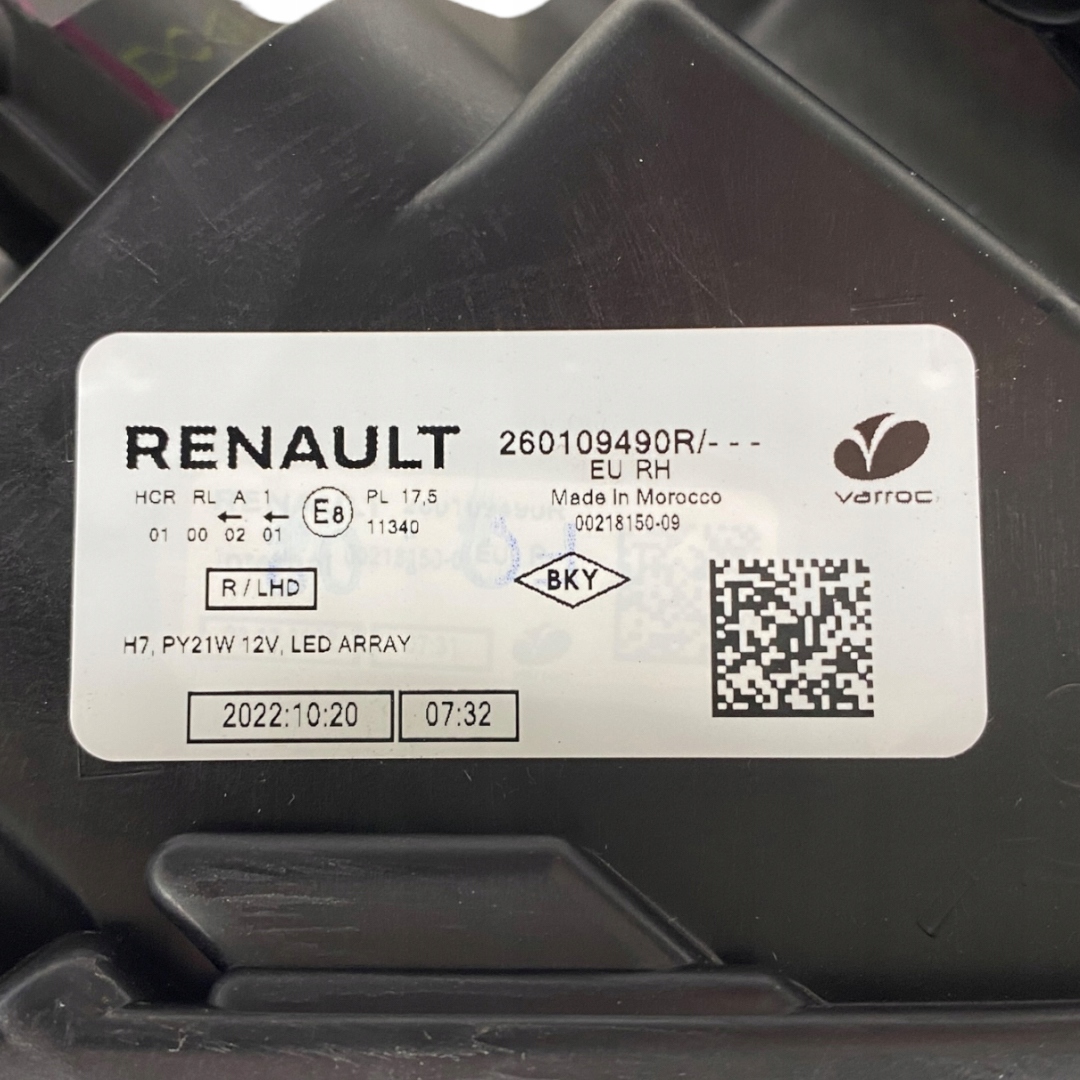 RENAULT 260109490R/---
EU RH
HCR RL A 1 E8 PL 17,5
Made In Morocco
01 00 02 01 11340
00218150-09
varroc
R / LHD
BKY
H7, PY21W 12V, LED ARRAY
2022:10:20 07:32